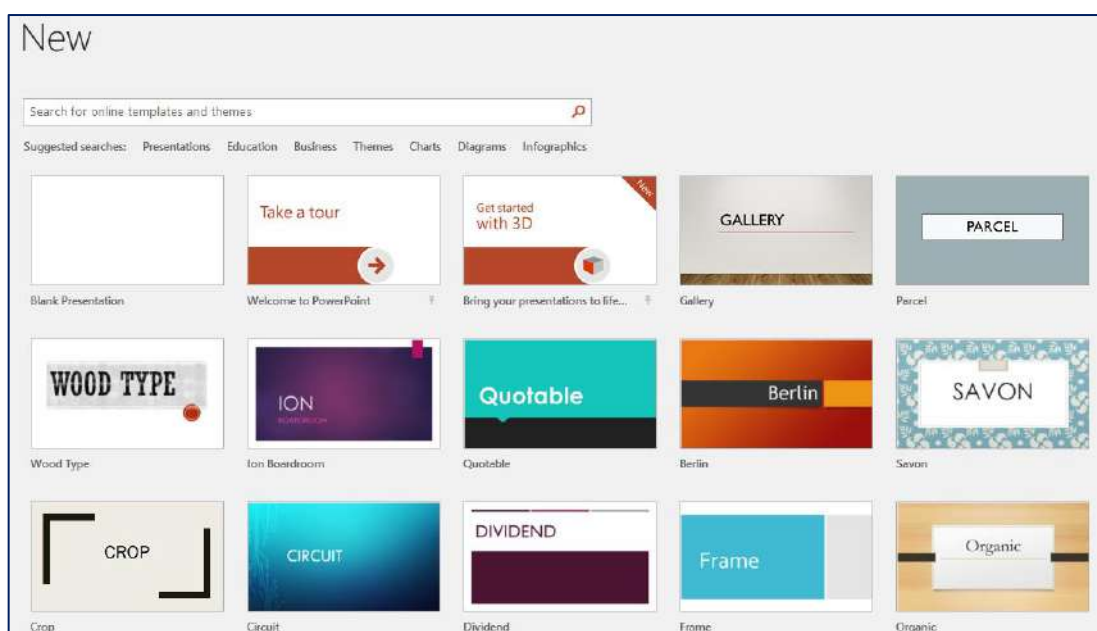 New
Search for online templates and themes
Suggested searches: Presentations Education Business Themes Charts Diagrams Infographics
Take a tour
Get started
with 3D
New
GALLERY
PARCEL
Blank Presentation
Welcome to PowerPoint
Bring your presentations to life...
Gallery
Parcel
WOOD TYPE
ION
BOARDROOM
Quotable
Berlin
SAVON
Wood Type
Ion Boardroom
Quotable
Berlin
Savon
CROP
CIRCUIT
DIVIDEND
Frame
Organic
Crop
Circuit
Dividend
Frame
Organic